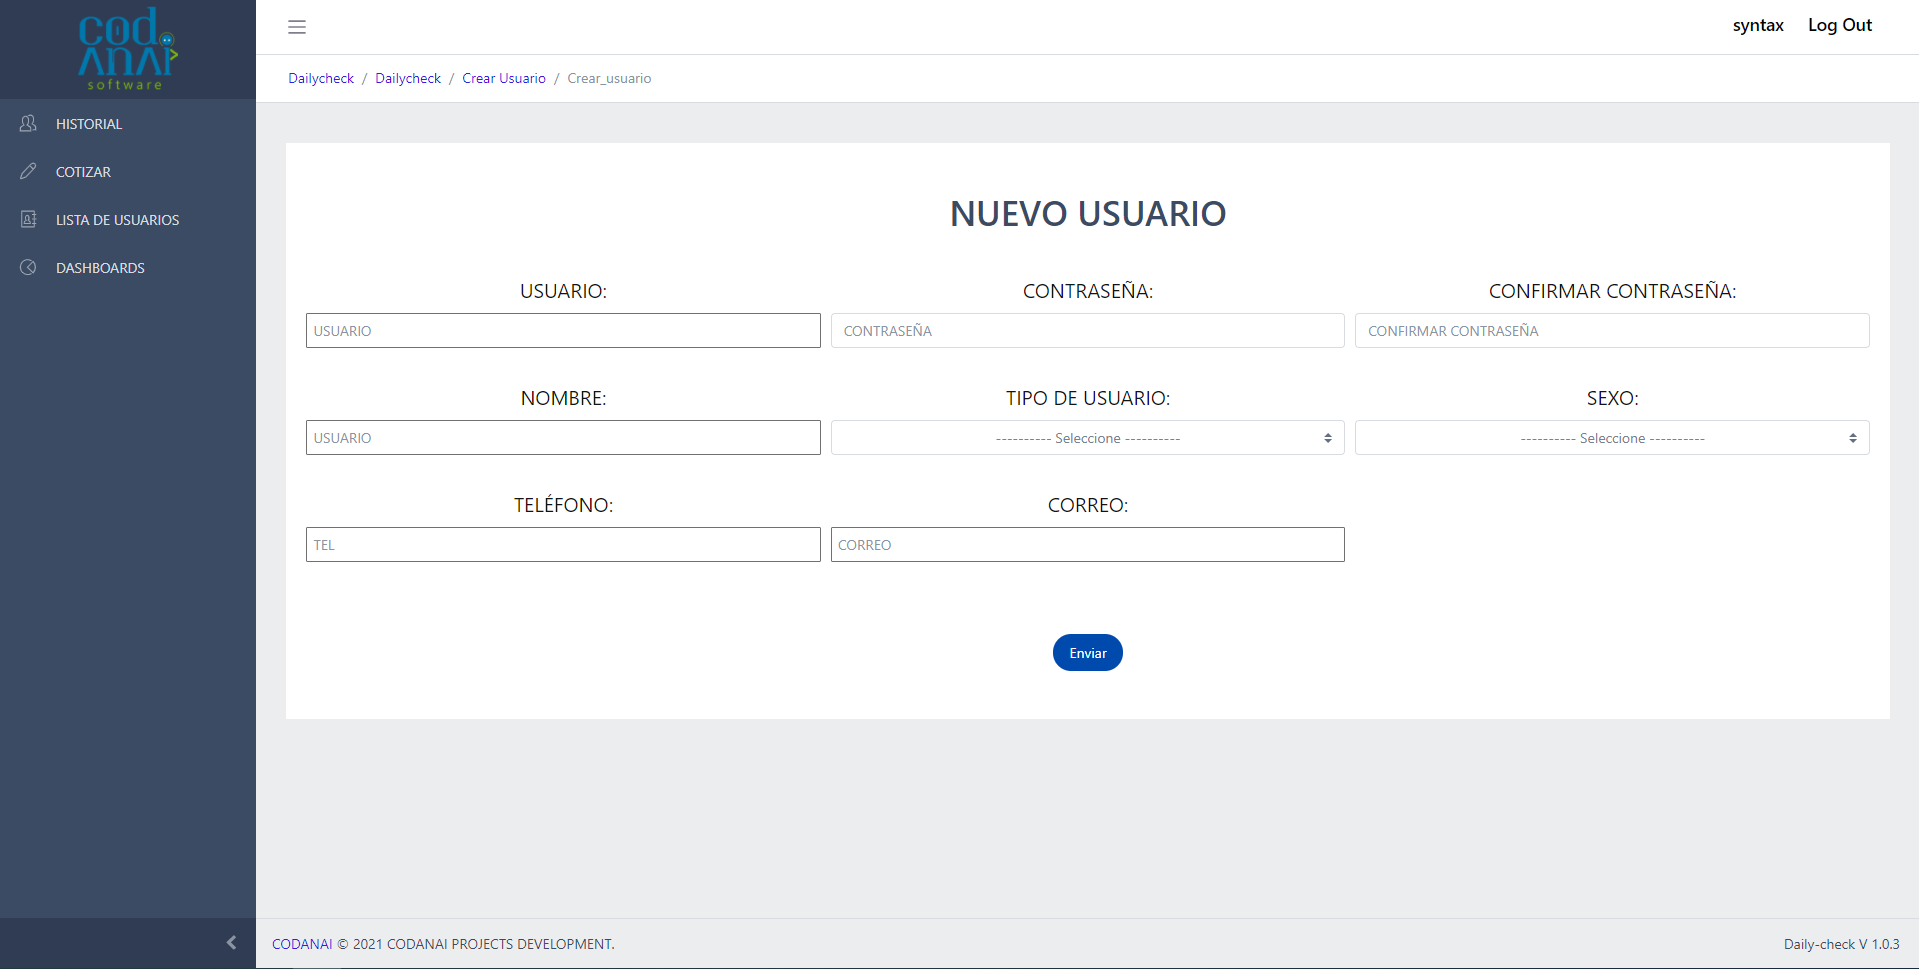 cod
ANAI
software
syntax Log Out
Dailycheck / Dailycheck / Crear Usuario / Crear_usuario
HISTORIAL
COTIZAR
LISTA DE USUARIOS
DASHBOARDS
NUEVO USUARIO
USUARIO: CONTRASEÑA: CONFIRMAR CONTRASEÑA:
USUARIO CONTRASEÑA CONFIRMAR CONTRASEÑA
NOMBRE: TIPO DE USUARIO: SEXO:
USUARIO ---------- Seleccione ---------- ---------- Seleccione ----------
TELÉFONO: CORREO:
TEL CORREO
Enviar
CODANAI © 2021 CODANAI PROJECTS DEVELOPMENT. Daily-check V 1.0.3